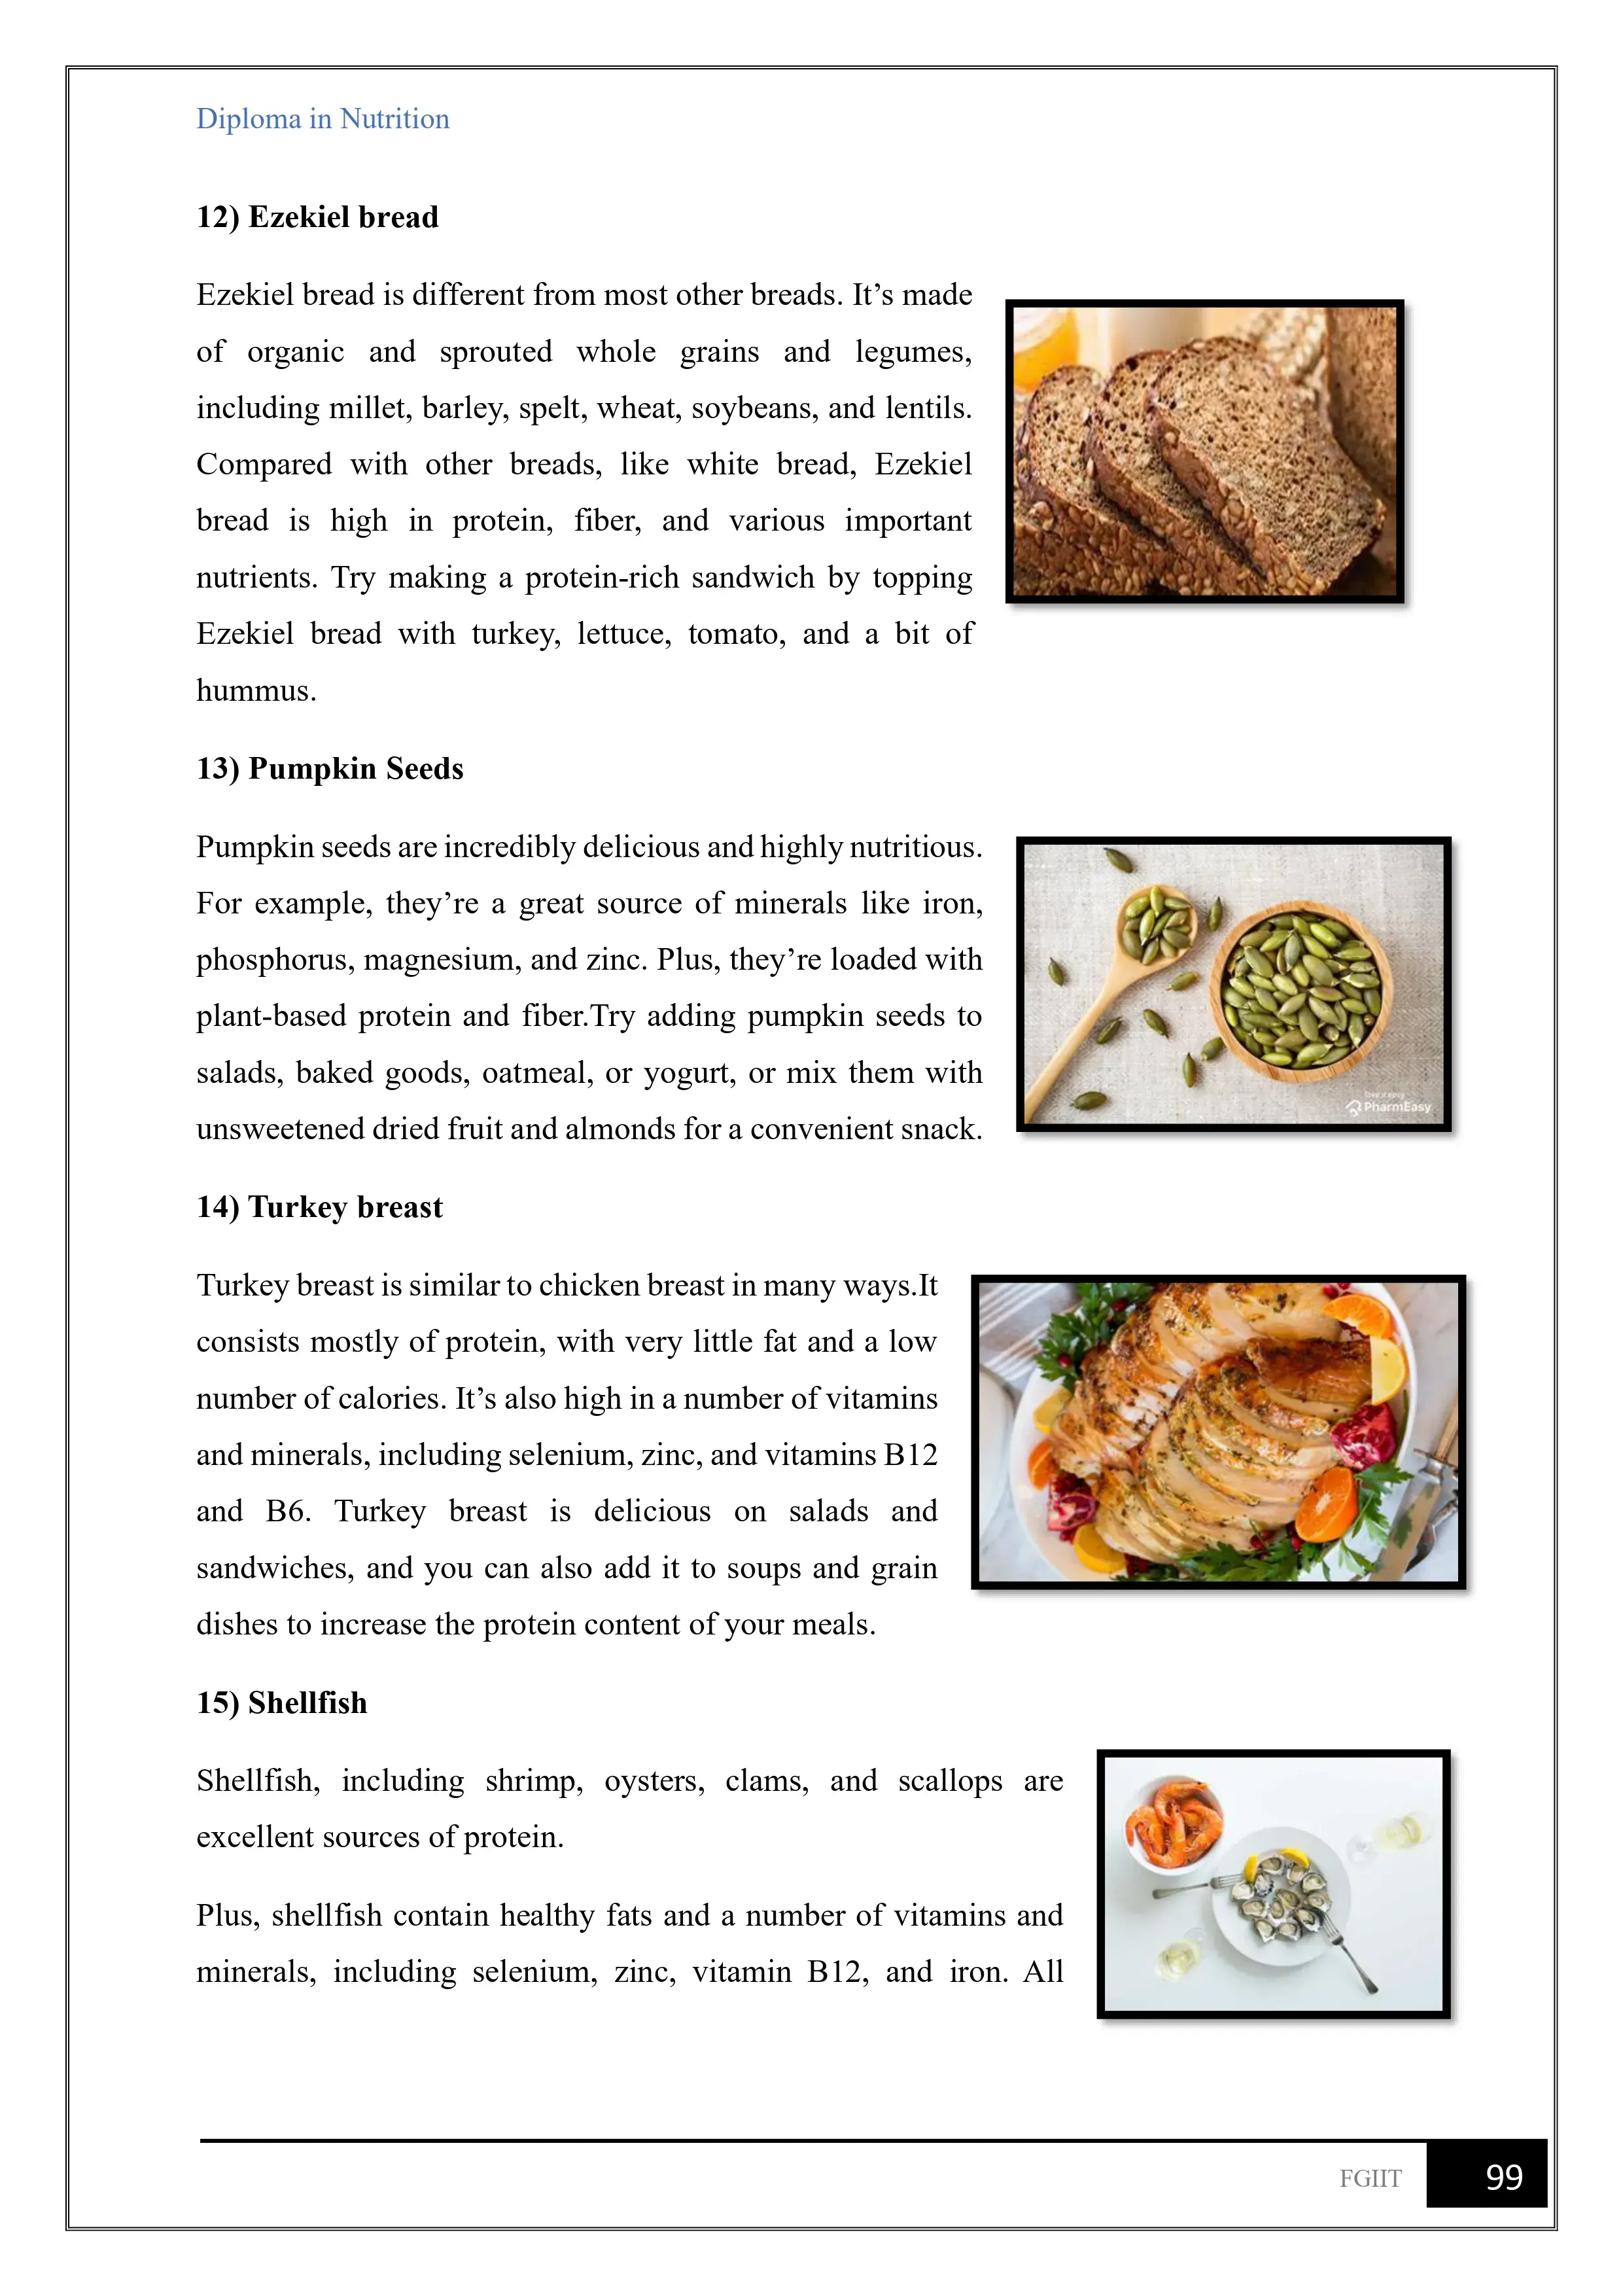 Diploma in Nutrition
12) Ezekiel bread
Ezekiel bread is different from most other breads. It’s made
of organic and sprouted whole grains and legumes,
including millet, barley, spelt, wheat, soybeans, and lentils.
Compared with other breads, like white bread, Ezekiel
bread is high in protein, fiber, and various important
nutrients. Try making a protein-rich sandwich by topping
Ezekiel bread with turkey, lettuce, tomato, and a bit of
hummus.
13) Pumpkin Seeds
Pumpkin seeds are incredibly delicious and highly nutritious.
For example, they’re a great source of minerals like iron,
phosphorus, magnesium, and zinc. Plus, they’re loaded with
plant-based protein and fiber.Try adding pumpkin seeds to
salads, baked goods, oatmeal, or yogurt, or mix them with
unsweetened dried fruit and almonds for a convenient snack.
PharmEasy
14) Turkey breast
Turkey breast is similar to chicken breast in many ways.It
consists mostly of protein, with very little fat and a low
number of calories. It’s also high in a number of vitamins
and minerals, including selenium, zinc, and vitamins B12
and B6. Turkey breast is delicious on salads and
sandwiches, and you can also add it to soups and grain
dishes to increase the protein content of your meals.
15) Shellfish
Shellfish, including shrimp, oysters, clams, and scallops are
excellent sources of protein.
Plus, shellfish contain healthy fats and a number of vitamins and
minerals, including selenium, zinc, vitamin B12, and iron. All
FGIIT
99